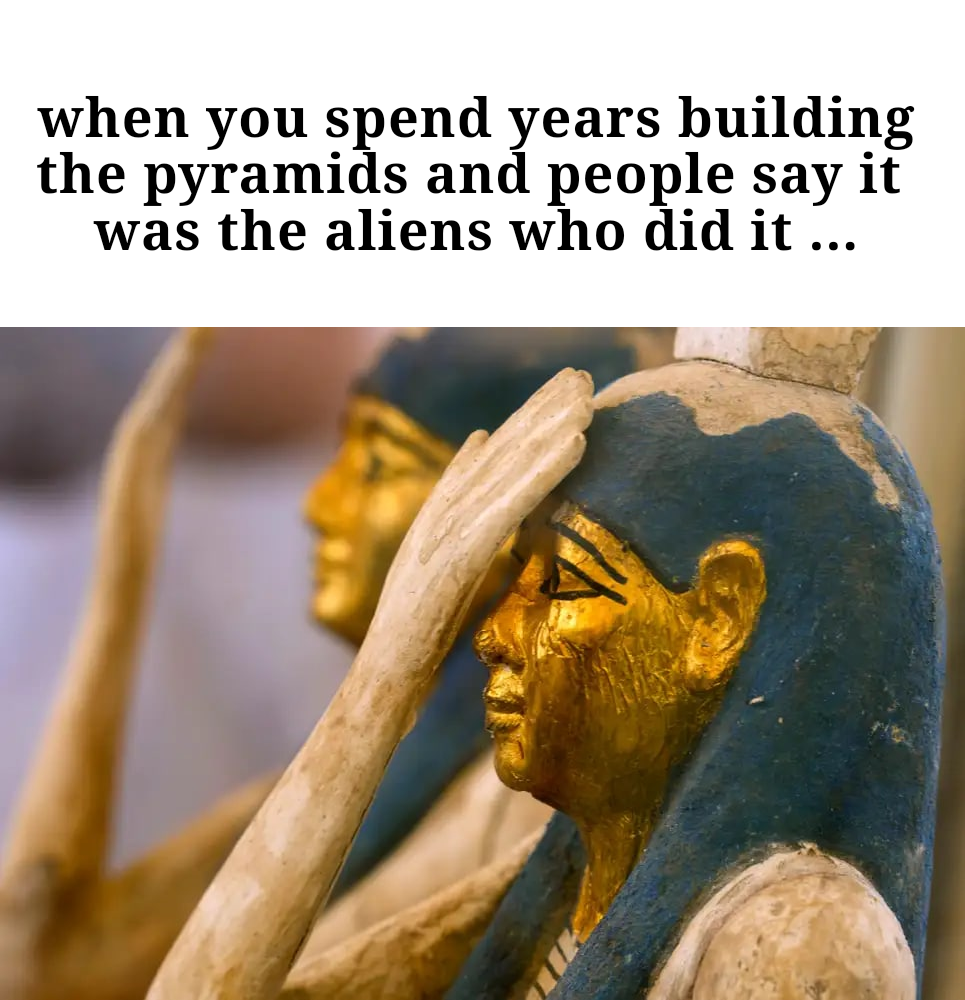 when you spend years building
the pyramids and people say it
was the aliens who did it ...